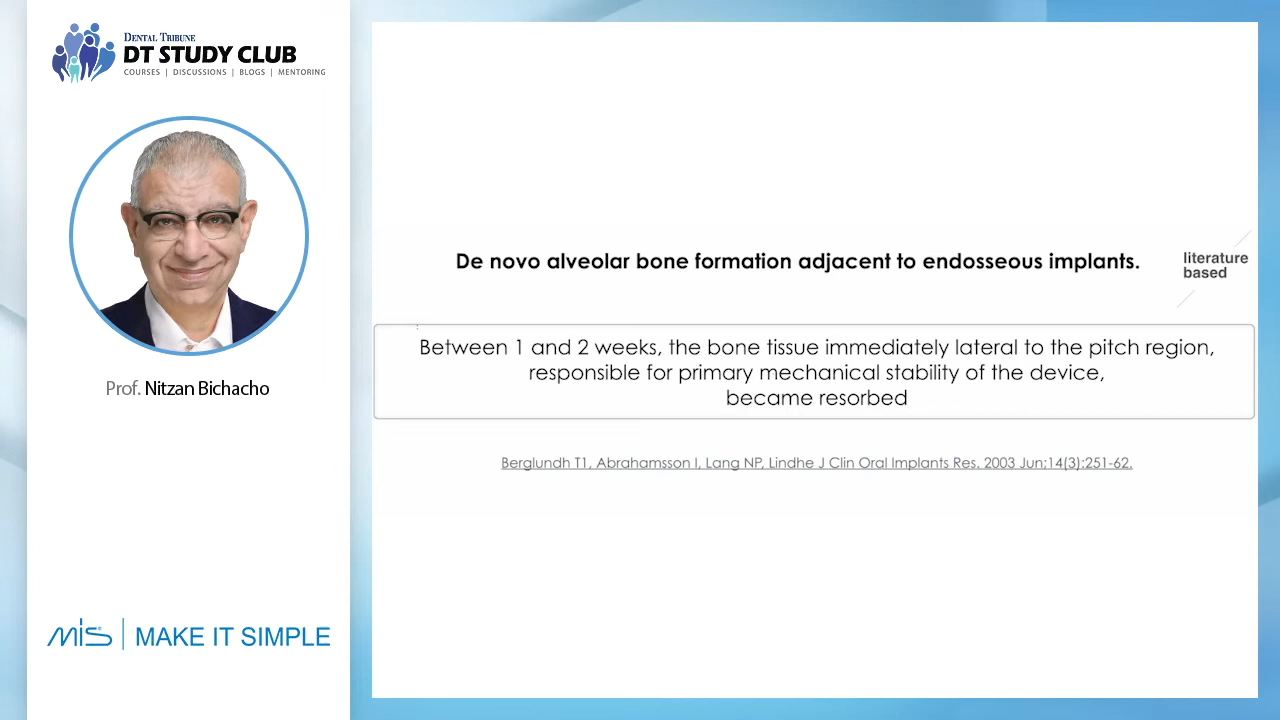 DENTAL TRIBUNE
DT STUDY CLUB
COURSES | DISCUSSIONS | BLOGS | MENTORING
Prof. Nitzan Bichacho
mis® | MAKE IT SIMPLE
De novo alveolar bone formation adjacent to endosseous implants.
literature
based
Between 1 and 2 weeks, the bone tissue immediately lateral to the pitch region,
responsible for primary mechanical stability of the device,
became resorbed
Berglundh T1, Abrahamsson I, Lang NP, Lindhe J Clin Oral Implants Res. 2003 Jun;14(3):251-62.